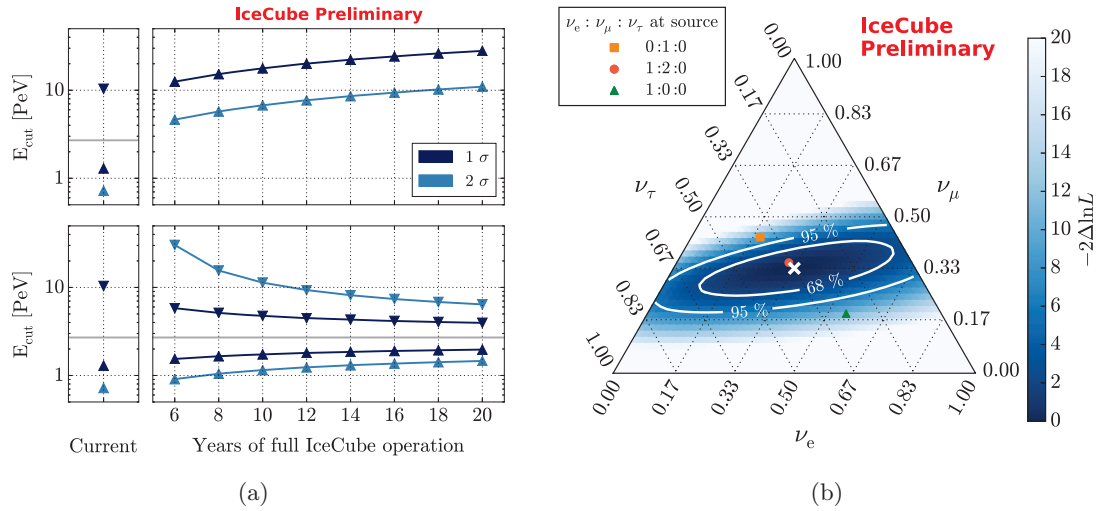 IceCube Preliminary
E_cut [PeV]
10
1
1 σ
2 σ
E_cut [PeV]
10
1
6 8 10 12 14 16 18 20
Current
Years of full IceCube operation
(a)
ν_e : ν_μ : ν_τ at source
0:1:0
1:2:0
1:0:0
IceCube
Preliminary
0.00
0.17
0.33
0.50
0.67
0.83
1.00
ν_τ
1.00
0.83
0.67
0.50
0.33
0.17
0.00
ν_μ
95 %
68 %
95 %
0.00 0.17 0.33 0.50 0.67 0.83 1.00
ν_e
20
18
16
14
12
10
8
6
4
2
0
−2ΔlnL
(b)